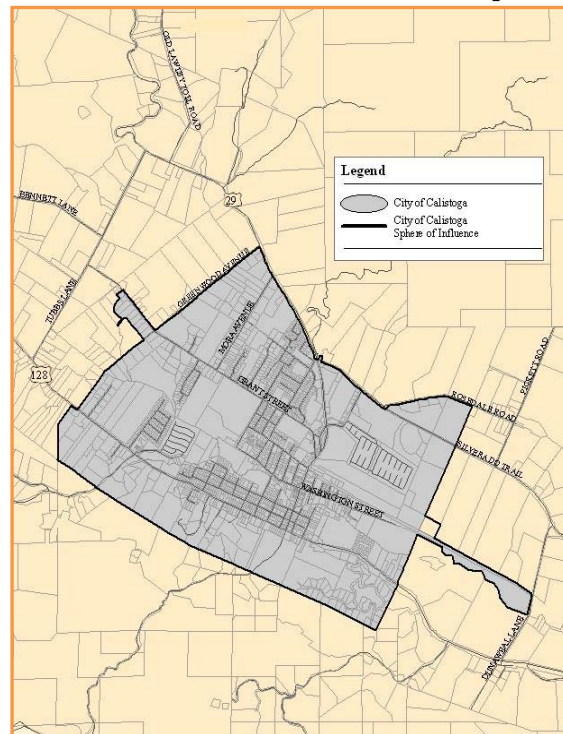 OLD LAWLEY TOLL ROAD
Legend
City of Calistoga
City of Calistoga
Sphere of Influence
BENNETT LANE
29
TUBBS LANE
GREENWOOD AVENUE
MORA AVENUE
128
GRANT STREET
PICKETT ROAD
ROSEDALE ROAD
SILVERADO TRAIL
WASHINGTON STREET
DUNAWEAL LANE